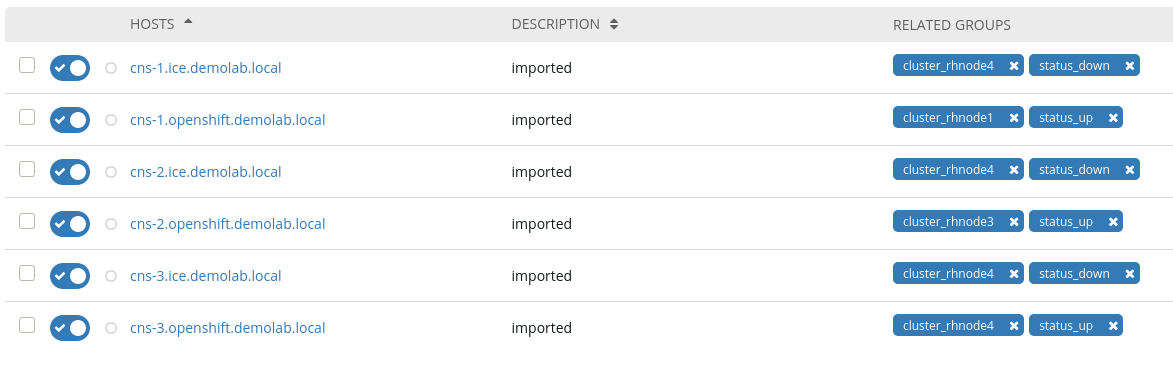 HOSTS DESCRIPTION RELATED GROUPS
cns-1.ice.demolab.local imported cluster_rhnode4 status_down
cns-1.openshift.demolab.local imported cluster_rhnode1 status_up
cns-2.ice.demolab.local imported cluster_rhnode4 status_down
cns-2.openshift.demolab.local imported cluster_rhnode3 status_up
cns-3.ice.demolab.local imported cluster_rhnode4 status_down
cns-3.openshift.demolab.local imported cluster_rhnode4 status_up